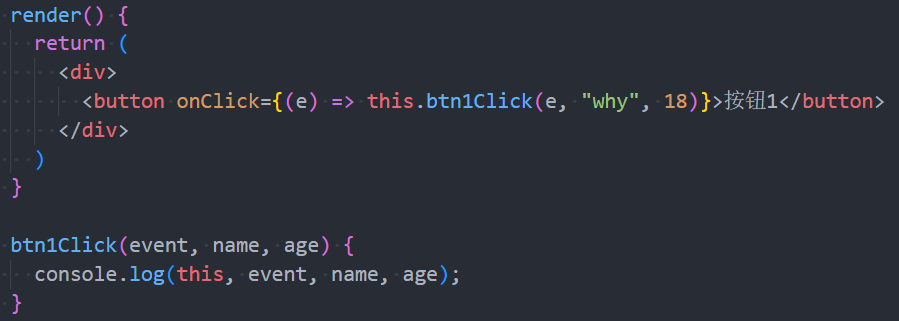 render() {
  return (
    <div>
      <button onClick={(e) => this.btn1Click(e, "why", 18)}>按钮1</button>
    </div>
  )
}

btn1Click(event, name, age) {
  console.log(this, event, name, age);
}